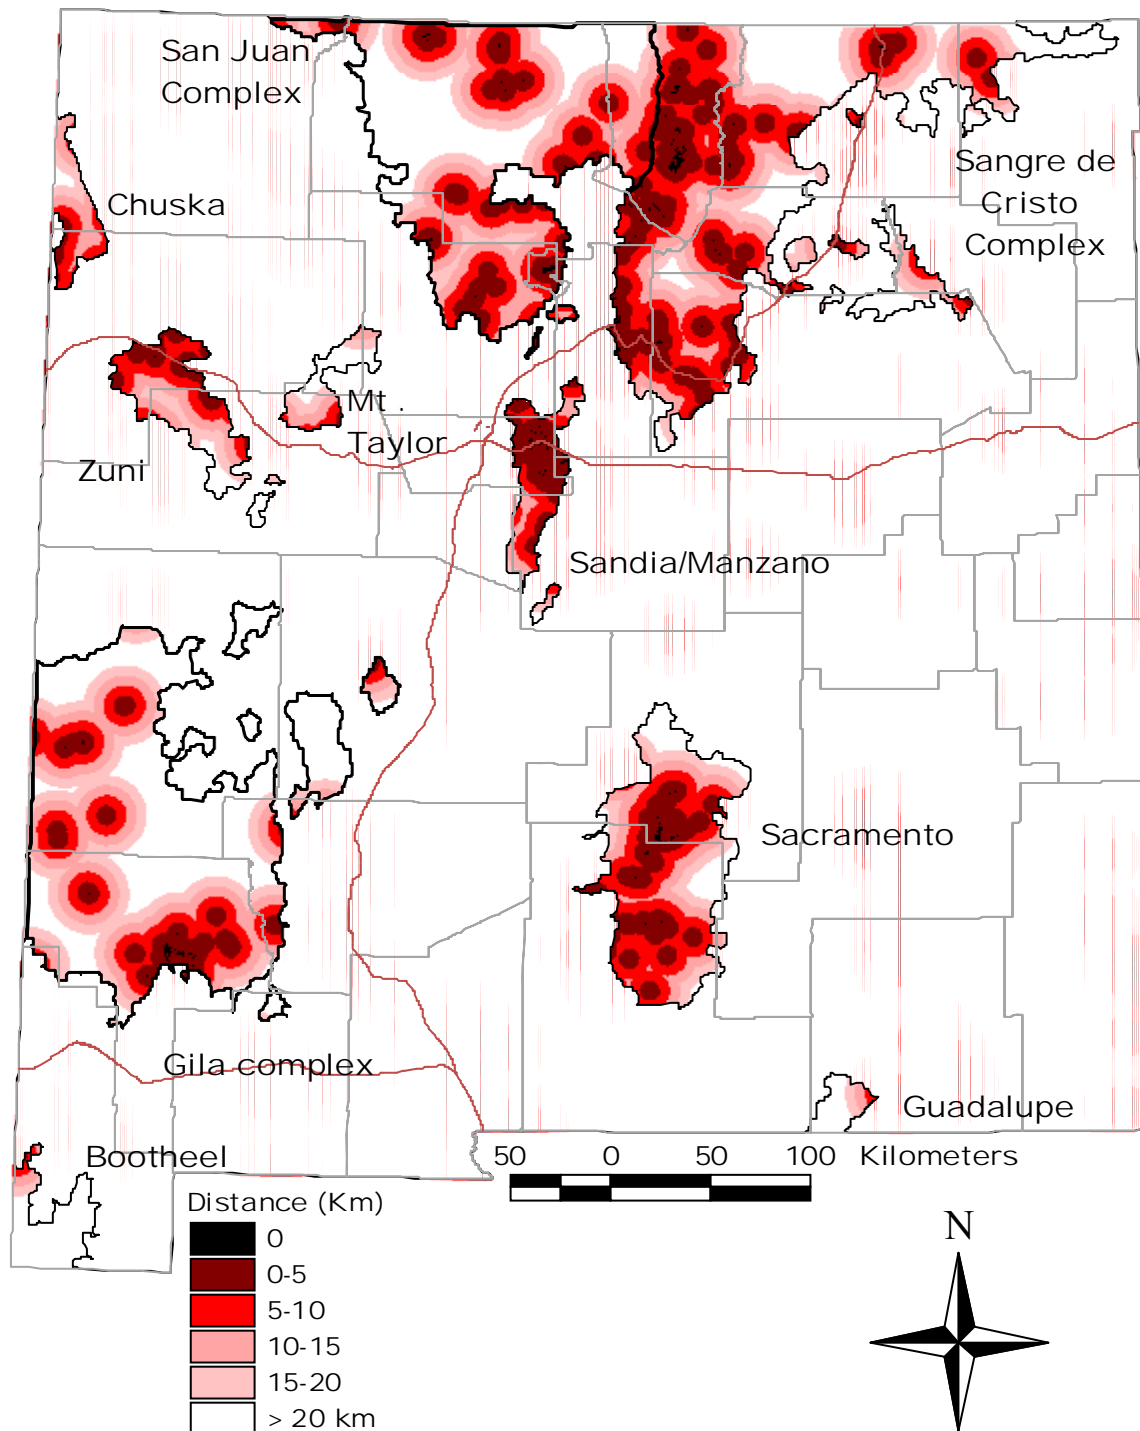 San Juan
Complex
Sangre de
Cristo
Complex
Chuska
Mt .
Taylor
Zuni
Sandia/Manzano
Sacramento
Gila complex
Guadalupe
Bootheel
50 0 50 100 Kilometers
Distance (Km)
0
0-5
5-10
10-15
15-20
> 20 km
N